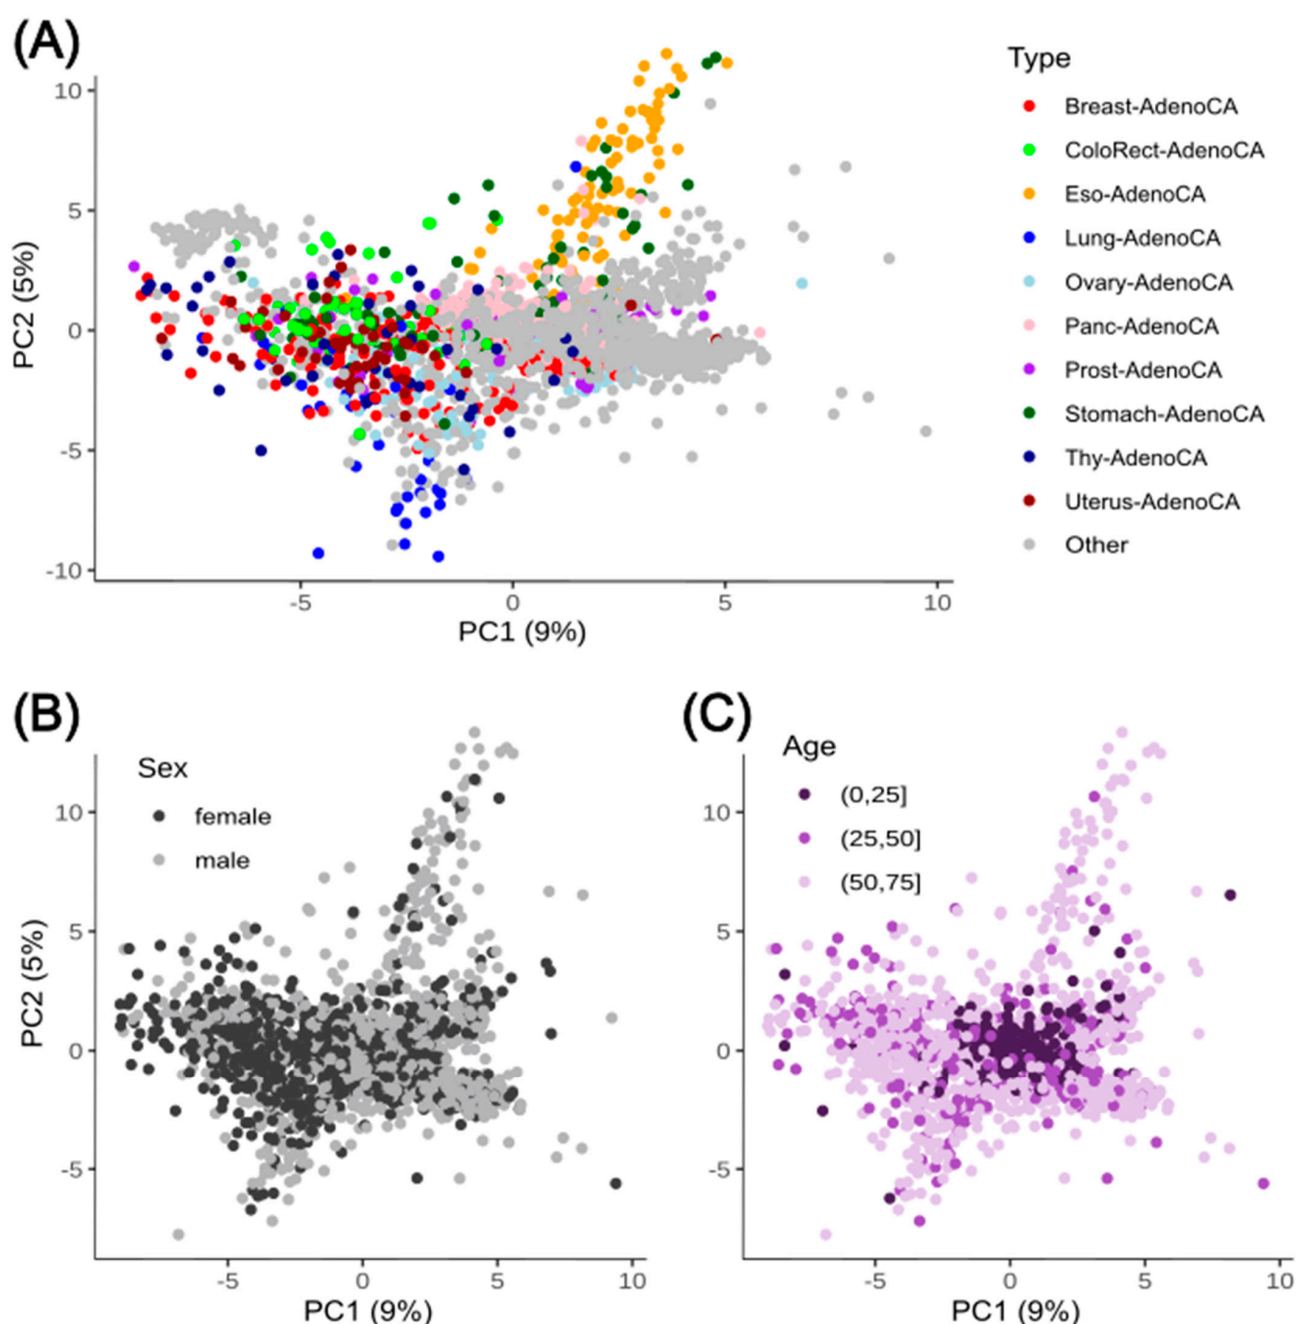 (A)
Type
Breast-AdenoCA
ColoRect-AdenoCA
Eso-AdenoCA
Lung-AdenoCA
Ovary-AdenoCA
Panc-AdenoCA
Prost-AdenoCA
Stomach-AdenoCA
Thy-AdenoCA
Uterus-AdenoCA
Other
PC2 (5%)
10
5
0
-5
-10
-5 0 5 10
PC1 (9%)
(B)
Sex
female
male
PC2 (5%)
10
5
0
-5
-5 0 5 10
PC1 (9%)
(C)
Age
(0,25]
(25,50]
(50,75]
10
5
0
-5
-5 0 5 10
PC1 (9%)